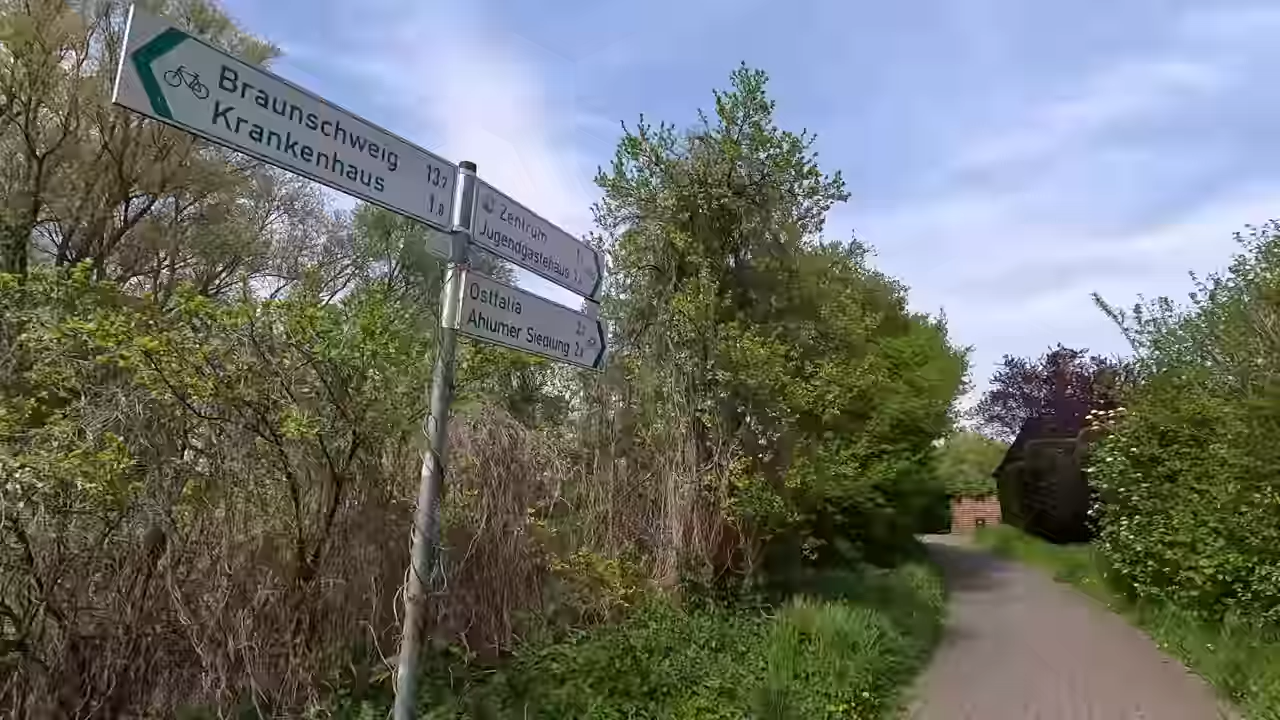 Braunschweig 13,7
Krankenhaus 1,8
Zentrum
Jugendgästehaus
Ostfalia
Ahlumer Siedlung